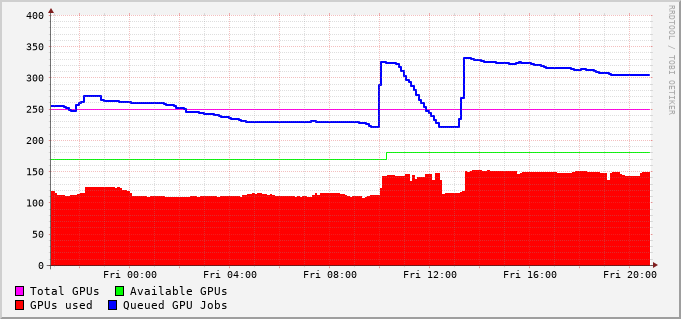 400
350
300
250
200
150
100
50
0
Fri 00:00 Fri 04:00 Fri 08:00 Fri 12:00 Fri 16:00 Fri 20:00
Total GPUs Available GPUs
GPUs used Queued GPU Jobs
RRDTOOL / TOBI OETIKER